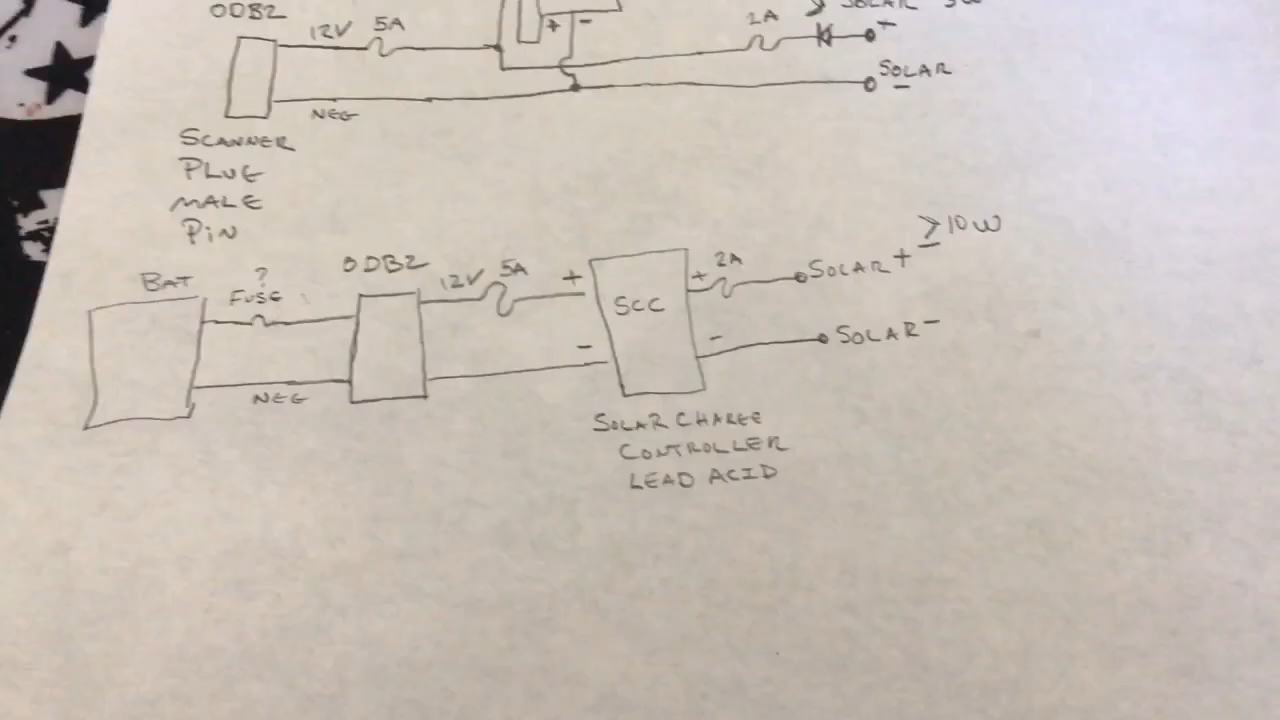 ODB2
12V 5A
+ -
2A
SOLAR
+
SOLAR
-
NEG
SCANNER
PLUG
MALE
PIN
≥10W
BAT
?
FUSE
ODB2
12V 5A
+
SCC
+ 2A
SOLAR +
-
-
SOLAR -
NEG
SOLAR CHARGE
CONTROLLER
LEAD ACID